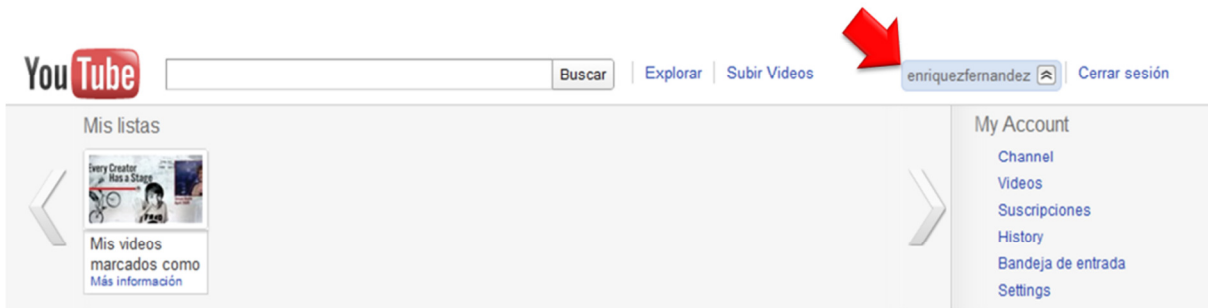 YouTube
Buscar
Explorar
Subir Videos
enriquezfernandez
Cerrar sesión
Mis listas
Every Creator
Has a Stage
Mis videos
marcados como
Más información
My Account
Channel
Videos
Suscripciones
History
Bandeja de entrada
Settings